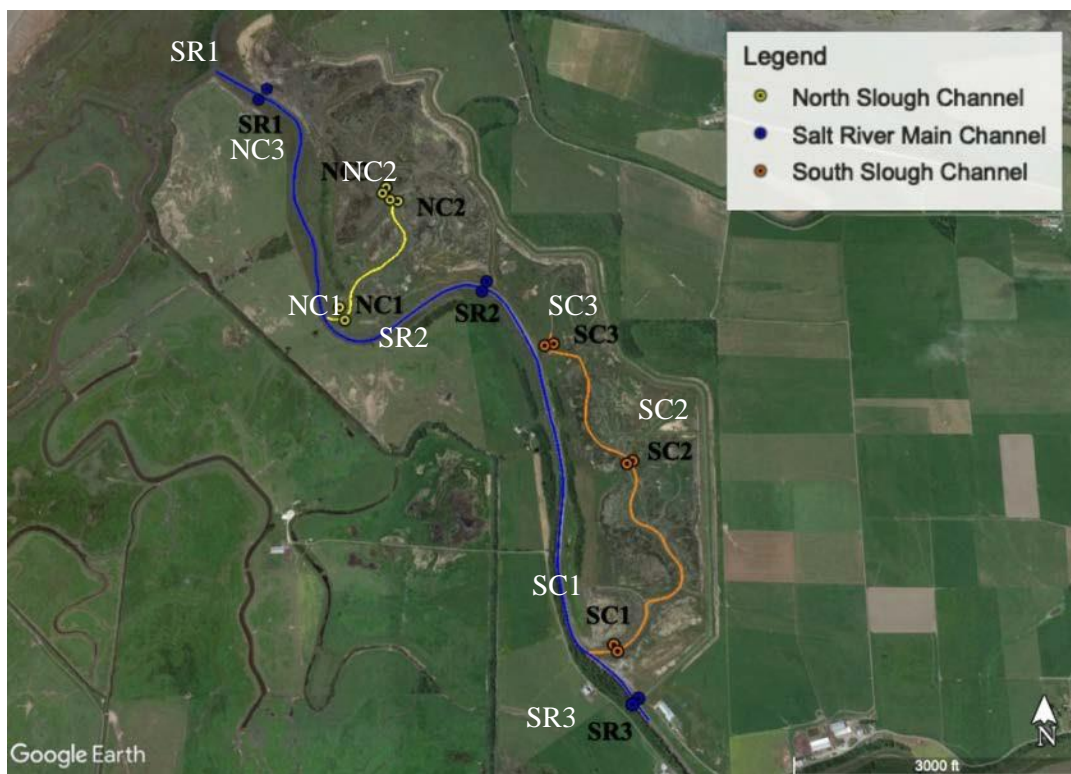 SR1
Legend
North Slough Channel
SR1
Salt River Main Channel
NC3
South Slough Channel
NC2
NC2
NC1
NC1
SC3
SR2
SR2
SC3
SC2
SC2
SC1
SC1
SR3
SR3
N
Google Earth
3000 ft